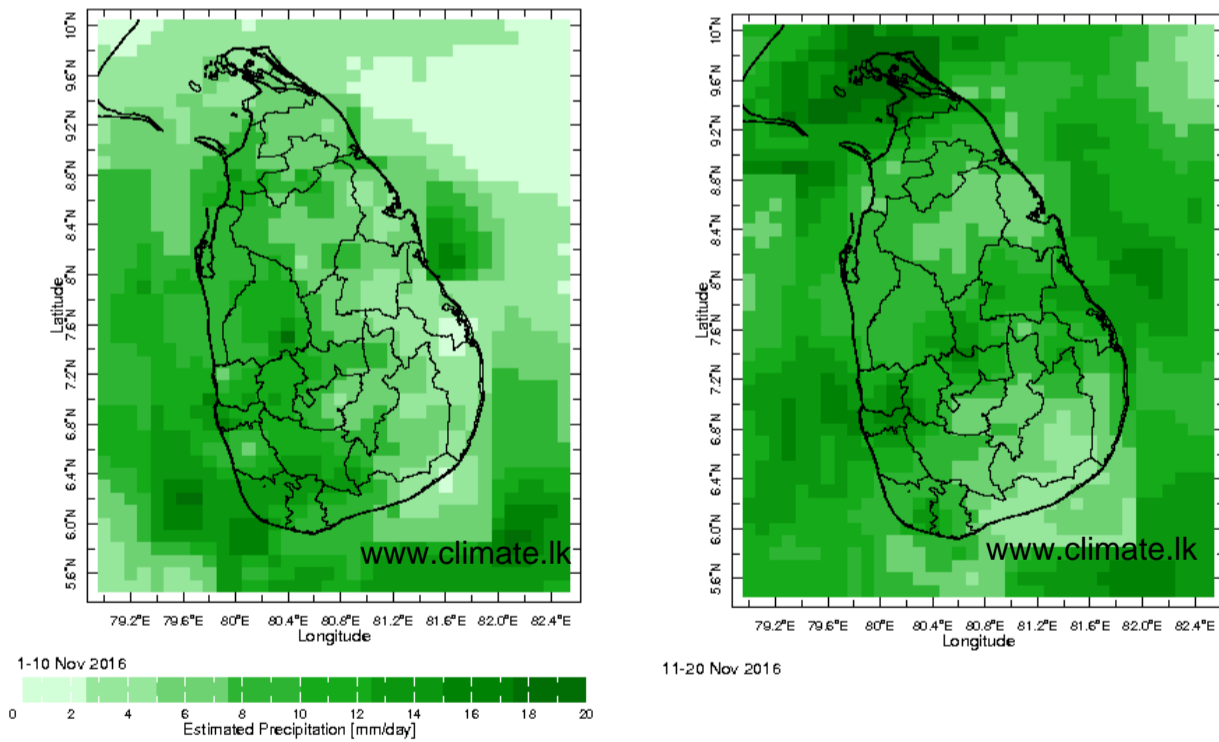 10°N
9.6°N
9.2°N
8.8°N
8.4°N
8°N
7.6°N
7.2°N
6.8°N
6.4°N
6.0°N
5.6°N
Latitude
www.climate.lk
79.2°E 79.6°E 80°E 80.4°E 80.8°E 81.2°E 81.6°E 82.0°E 82.4°E
Longitude
1-10 Nov 2016
0 2 4 6 8 10 12 14 16 18 20
Estimated Precipitation [mm/day]
10°N
9.6°N
9.2°N
8.8°N
8.4°N
8°N
7.6°N
7.2°N
6.8°N
6.4°N
6.0°N
5.6°N
Latitude
www.climate.lk
79.2°E 79.6°E 80°E 80.4°E 80.8°E 81.2°E 81.6°E 82.0°E 82.4°E
Longitude
11-20 Nov 2016